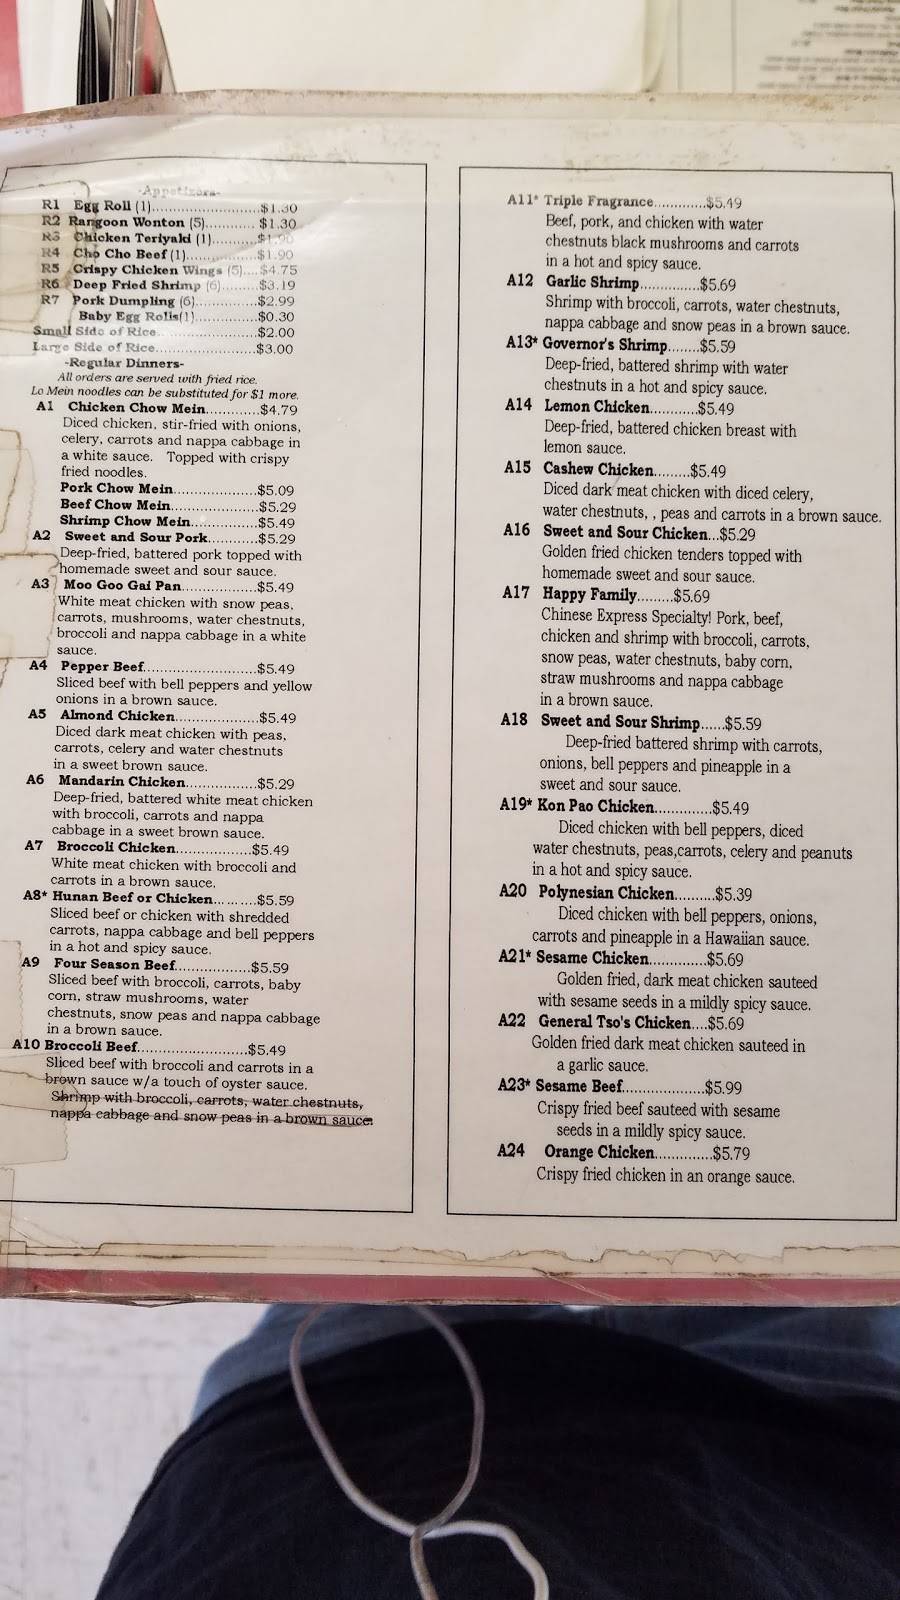 -Appetizers-
R1 Egg Roll (1)..........................$1.30
R2 Rangoon Wonton (5)............ $1.30
R3 Chicken Teriyaki (1)...........$1.90
R4 Cho Cho Beef (1).................$1.90
R5 Crispy Chicken Wings (5)....$4.75
R6 Deep Fried Shrimp (6).........$3.19
R7 Pork Dumpling (6)...............$2.99
Baby Egg Rolls(1)...............$0.30
Small Side of Rice........................$2.00
Large Side of Rice........................$3.00
-Regular Dinners-
All orders are served with fried rice.
Lo Mein noodles can be substituted for $1 more.
A1 Chicken Chow Mein.............$4.79
Diced chicken, stir-fried with onions,
celery, carrots and nappa cabbage in
a white sauce. Topped with crispy
fried noodles.
Pork Chow Mein....................$5.09
Beef Chow Mein.....................$5.29
Shrimp Chow Mein................$5.49
A2 Sweet and Sour Pork............$5.29
Deep-fried, battered pork topped with
homemade sweet and sour sauce.
A3 Moo Goo Gai Pan..................$5.49
White meat chicken with snow peas,
carrots, mushrooms, water chestnuts,
broccoli and nappa cabbage in a white
sauce.
A4 Pepper Beef...........................$5.49
Sliced beef with bell peppers and yellow
onions in a brown sauce.
A5 Almond Chicken....................$5.49
Diced dark meat chicken with peas,
carrots, celery and water chestnuts
in a sweet brown sauce.
A6 Mandarin Chicken.................$5.29
Deep-fried, battered white meat chicken
with broccoli, carrots and nappa
cabbage in a sweet brown sauce.
A7 Broccoli Chicken..................$5.49
White meat chicken with broccoli and
carrots in a brown sauce.
A8* Hunan Beef or Chicken... ... ....$5.59
Sliced beef or chicken with shredded
carrots, nappa cabbage and bell peppers
in a hot and spicy sauce.
A9 Four Season Beef..................$5.59
Sliced beef with broccoli, carrots, baby
corn, straw mushrooms, water
chestnuts, snow peas and nappa cabbage
in a brown sauce.
A10 Broccoli Beef..........................$5.49
Sliced beef with broccoli and carrots in a
brown sauce w/a touch of oyster sauce.
Shrimp with broccoli, carrots, water chestnuts,
nappa cabbage and snow peas in a brown sauce.
A11* Triple Fragrance.............$5.49
Beef, pork, and chicken with water
chestnuts black mushrooms and carrots
in a hot and spicy sauce.
A12 Garlic Shrimp...............$5.69
Shrimp with broccoli, carrots, water chestnuts,
nappa cabbage and snow peas in a brown sauce.
A13* Governor's Shrimp........$5.59
Deep-fried, battered shrimp with water
chestnuts in a hot and spicy sauce.
A14 Lemon Chicken............$5.49
Deep-fried, battered chicken breast with
lemon sauce.
A15 Cashew Chicken.........$5.49
Diced dark meat chicken with diced celery,
water chestnuts, , peas and carrots in a brown sauce.
A16 Sweet and Sour Chicken...$5.29
Golden fried chicken tenders topped with
homemade sweet and sour sauce.
A17 Happy Family.........$5.69
Chinese Express Specialty! Pork, beef,
chicken and shrimp with broccoli, carrots,
snow peas, water chestnuts, baby corn,
straw mushrooms and nappa cabbage
in a brown sauce.
A18 Sweet and Sour Shrimp......$5.59
Deep-fried battered shrimp with carrots,
onions, bell peppers and pineapple in a
sweet and sour sauce.
A19* Kon Pao Chicken..............$5.49
Diced chicken with bell peppers, diced
water chestnuts, peas,carrots, celery and peanuts
in a hot and spicy sauce.
A20 Polynesian Chicken..........$5.39
Diced chicken with bell peppers, onions,
carrots and pineapple in a Hawaiian sauce.
A21* Sesame Chicken..............$5.69
Golden fried, dark meat chicken sauteed
with sesame seeds in a mildly spicy sauce.
A22 General Tso's Chicken....$5.69
Golden fried dark meat chicken sauteed in
a garlic sauce.
A23* Sesame Beef....................$5.99
Crispy fried beef sauteed with sesame
seeds in a mildly spicy sauce.
A24 Orange Chicken..............$5.79
Crispy fried chicken in an orange sauce.